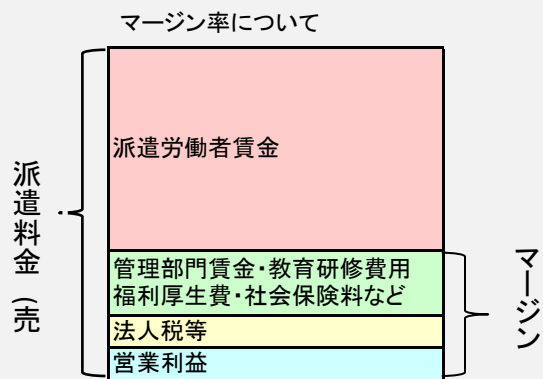 マージン率について
派遣料金（売
派遣労働者賃金
管理部門賃金・教育研修費用
福利厚生費・社会保険料など
法人税等
営業利益
マージン